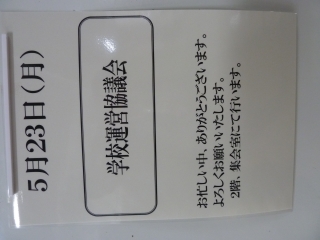 5月23日(月)
学校運営協議会
お忙しい中、ありがとうございます。
よろしくお願いいたします。
2階、集会室にて行います。